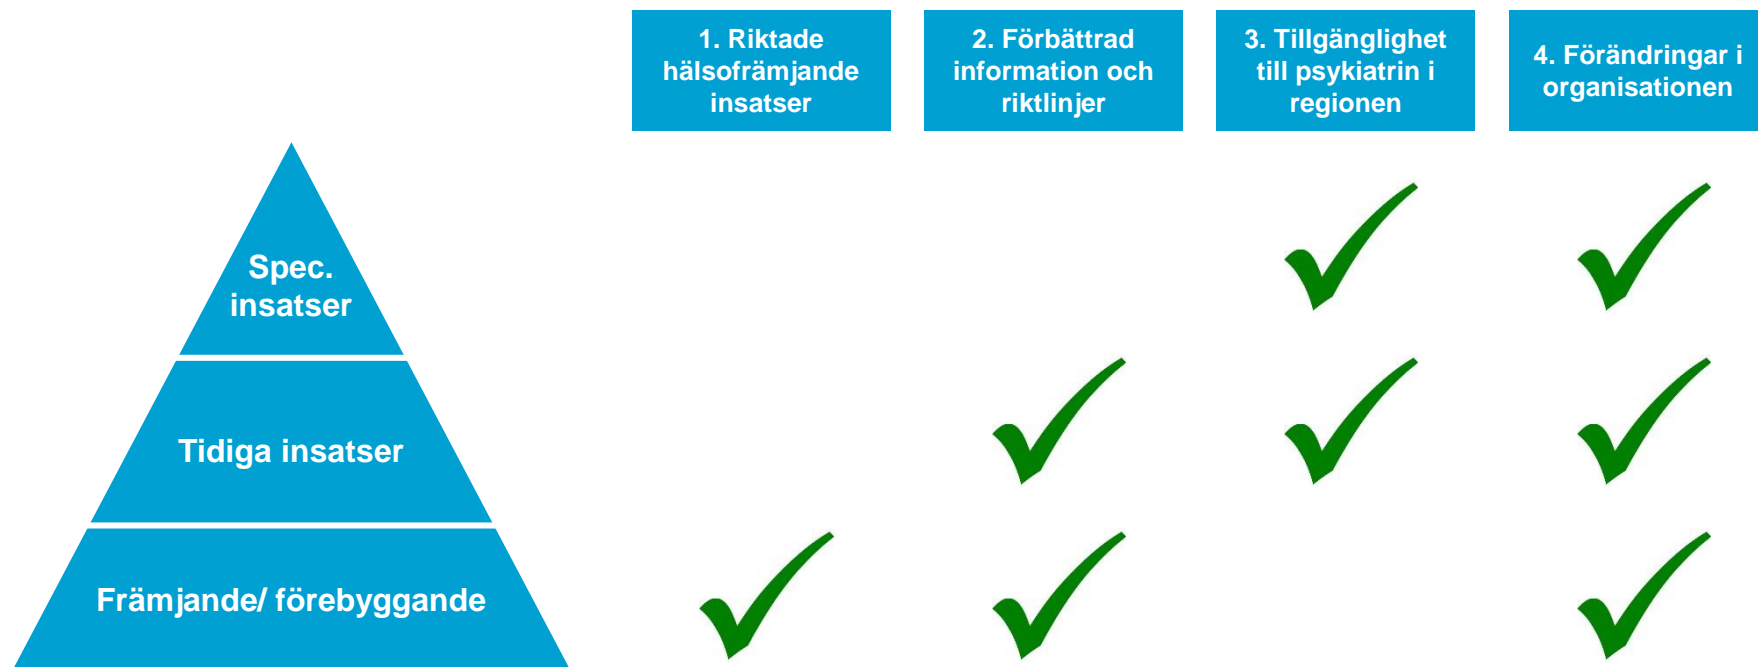 1. Riktade
hälsofrämjande
insatser
2. Förbättrad
information och
riktlinjer
3. Tillgänglighet
till psykiatrin i
regionen
4. Förändringar i
organisationen
Spec.
insatser
Tidiga insatser
Främjande/ förebyggande